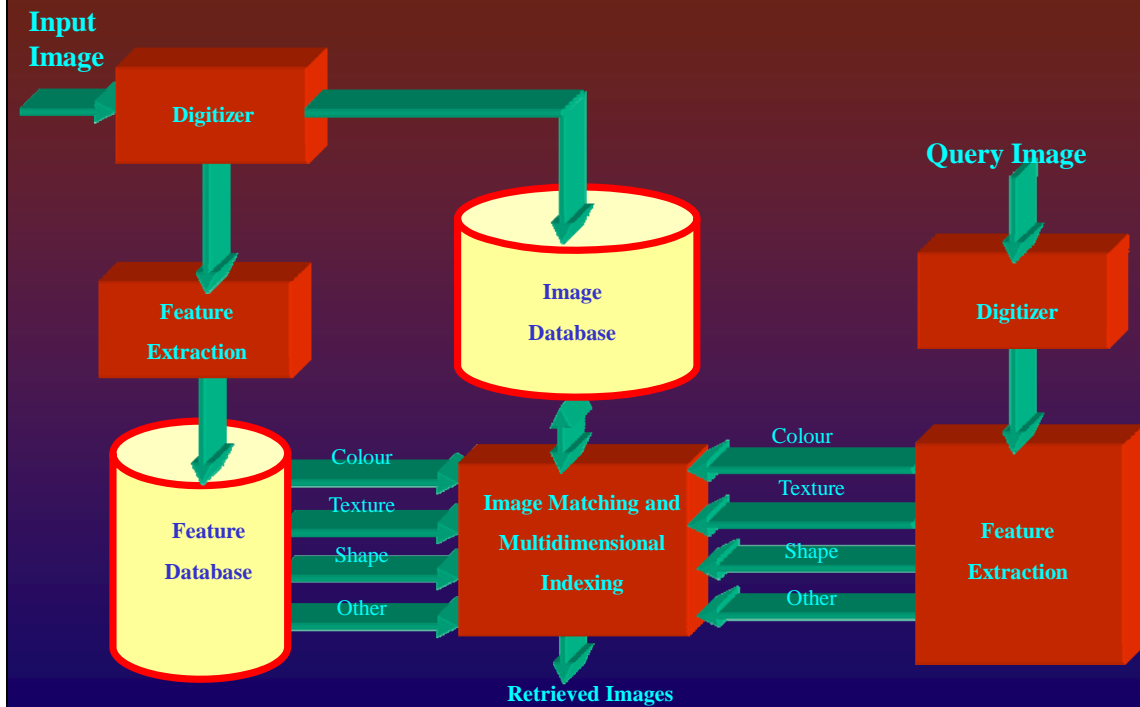 Input
Image
Digitizer
Query Image
Feature
Extraction
Image
Database
Digitizer
Colour
Texture
Shape
Other
Feature
Database
Image Matching and
Multidimensional
Indexing
Colour
Texture
Shape
Other
Feature
Extraction
Retrieved Images